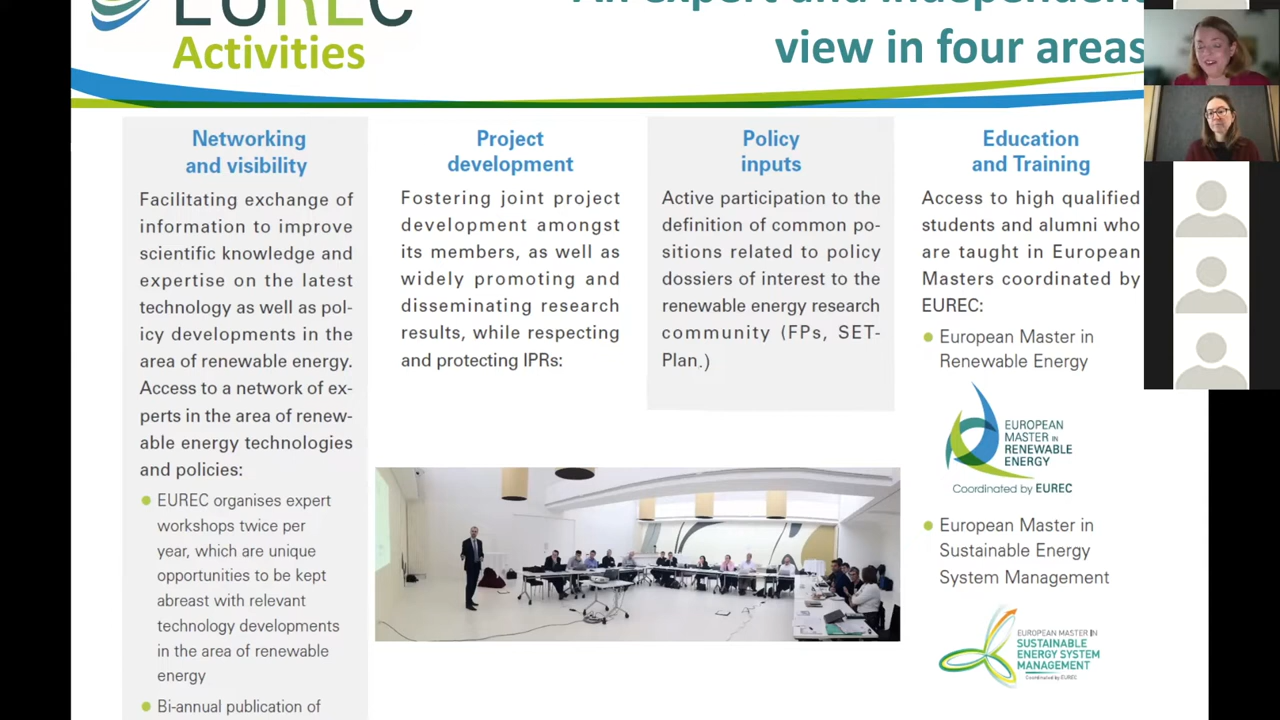 EUREC
Activities
An expert and independent
view in four areas
Networking
and visibility
Facilitating exchange of
information to improve
scientific knowledge and
expertise on the latest
technology as well as pol-
icy developments in the
area of renewable energy.
Access to a network of ex-
perts in the area of renew-
able energy technologies
and policies:
EUREC organises expert
workshops twice per
year, which are unique
opportunities to be kept
abreast with relevant
technology developments
in the area of renewable
energy
Bi-annual publication of
Project
development
Fostering joint project
development amongst
its members, as well as
widely promoting and
disseminating research
results, while respecting
and protecting IPRs:
Policy
inputs
Active participation to the
definition of common po-
sitions related to policy
dossiers of interest to the
renewable energy research
community (FPs, SET-
Plan.)
Education
and Training
Access to high qualified
students and alumni who
are taught in European
Masters coordinated by
EUREC:
European Master in
Renewable Energy
EUROPEAN
MASTER IN
RENEWABLE
ENERGY
Coordinated by EUREC
European Master in
Sustainable Energy
System Management
EUROPEAN MASTER IN
SUSTAINABLE
ENERGY SYSTEM
MANAGEMENT
Coordinated by EUREC